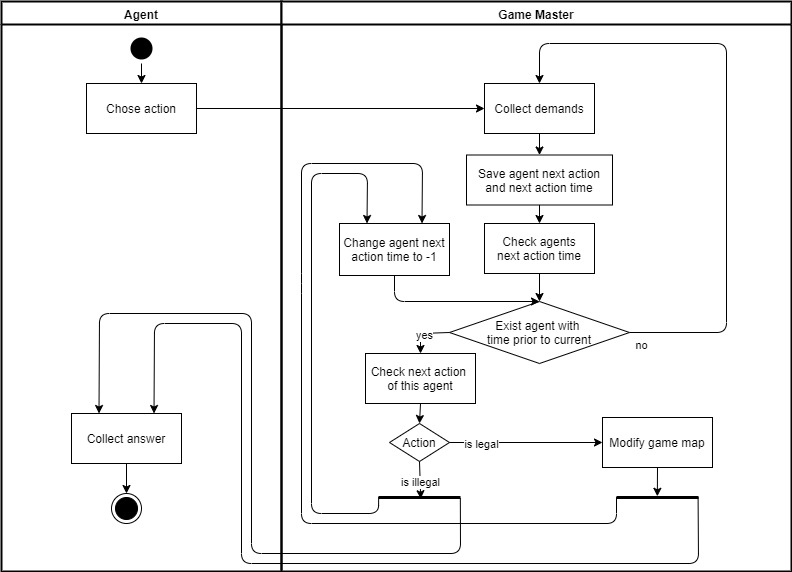 Agent
Game Master
Chose action
Collect demands
Save agent next action
and next action time
Change agent next
action time to -1
Check agents
next action time
Exist agent with
time prior to current
yes
no
Check next action
of this agent
Collect answer
Action
is legal
Modify game map
is illegal